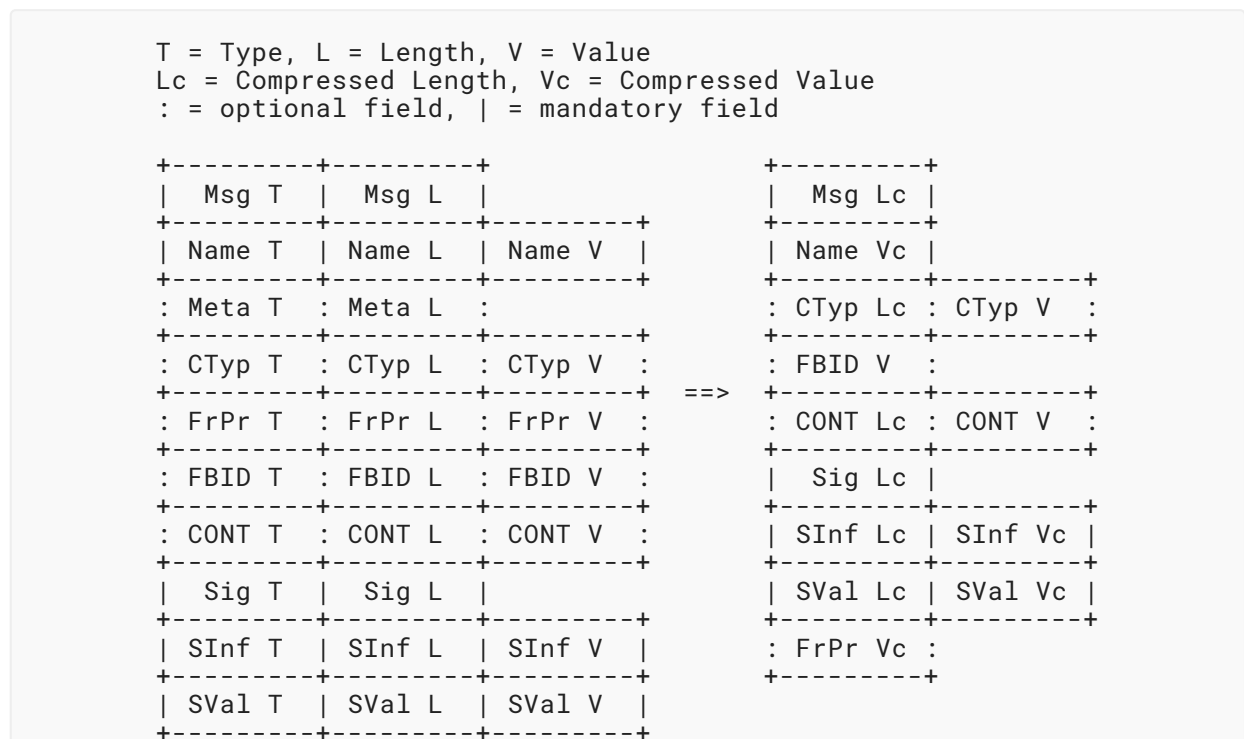 T = Type, L = Length, V = Value
Lc = Compressed Length, Vc = Compressed Value
: = optional field, | = mandatory field

+---------+---------+                 +---------+
|  Msg T  |  Msg L  |                 |  Msg Lc |
+---------+---------+---------+       +---------+
| Name T  | Name L  | Name V  |       | Name Vc |
+---------+---------+---------+       +---------+---------+
: Meta T  : Meta L  :                 : CTyp Lc : CTyp V  :
+---------+---------+---------+       +---------+---------+
: CTyp T  : CTyp L  : CTyp V  :       : FBID V  :
+---------+---------+---------+  ==>  +---------+---------+
: FrPr T  : FrPr L  : FrPr V  :       : CONT Lc : CONT V  :
+---------+---------+---------+       +---------+---------+
: FBID T  : FBID L  : FBID V  :       |  Sig Lc |
+---------+---------+---------+       +---------+---------+
: CONT T  : CONT L  : CONT V  :       | SInf Lc | SInf Vc |
+---------+---------+---------+       +---------+---------+
|  Sig T  |  Sig L  |                 | SVal Lc | SVal Vc |
+---------+---------+---------+       +---------+---------+
| SInf T  | SInf L  | SInf V  |       : FrPr Vc :
+---------+---------+---------+       +---------+
| SVal T  | SVal L  | SVal V  |
+---------+---------+---------+